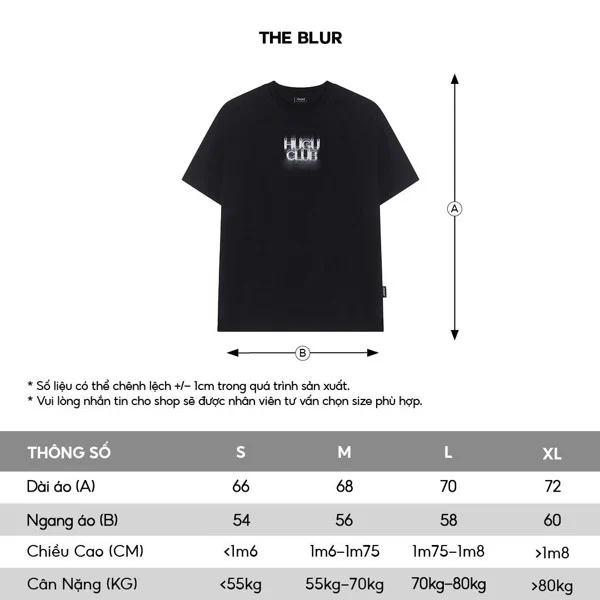 THE BLUR
HUGU
CLUB
A
B
* Số liệu có thể chênh lệch +/- 1cm trong quá trình sản xuất.
* Vui lòng nhắn tin cho shop sẽ được nhân viên tư vấn chọn size phù hợp.
THÔNG SỐ S M L XL
Dài áo (A) 66 68 70 72
Ngang áo (B) 54 56 58 60
Chiều Cao (CM) <1m6 1m6-1m75 1m75-1m8 >1m8
Cân Nặng (KG) <55kg 55kg-70kg 70kg-80kg >80kg